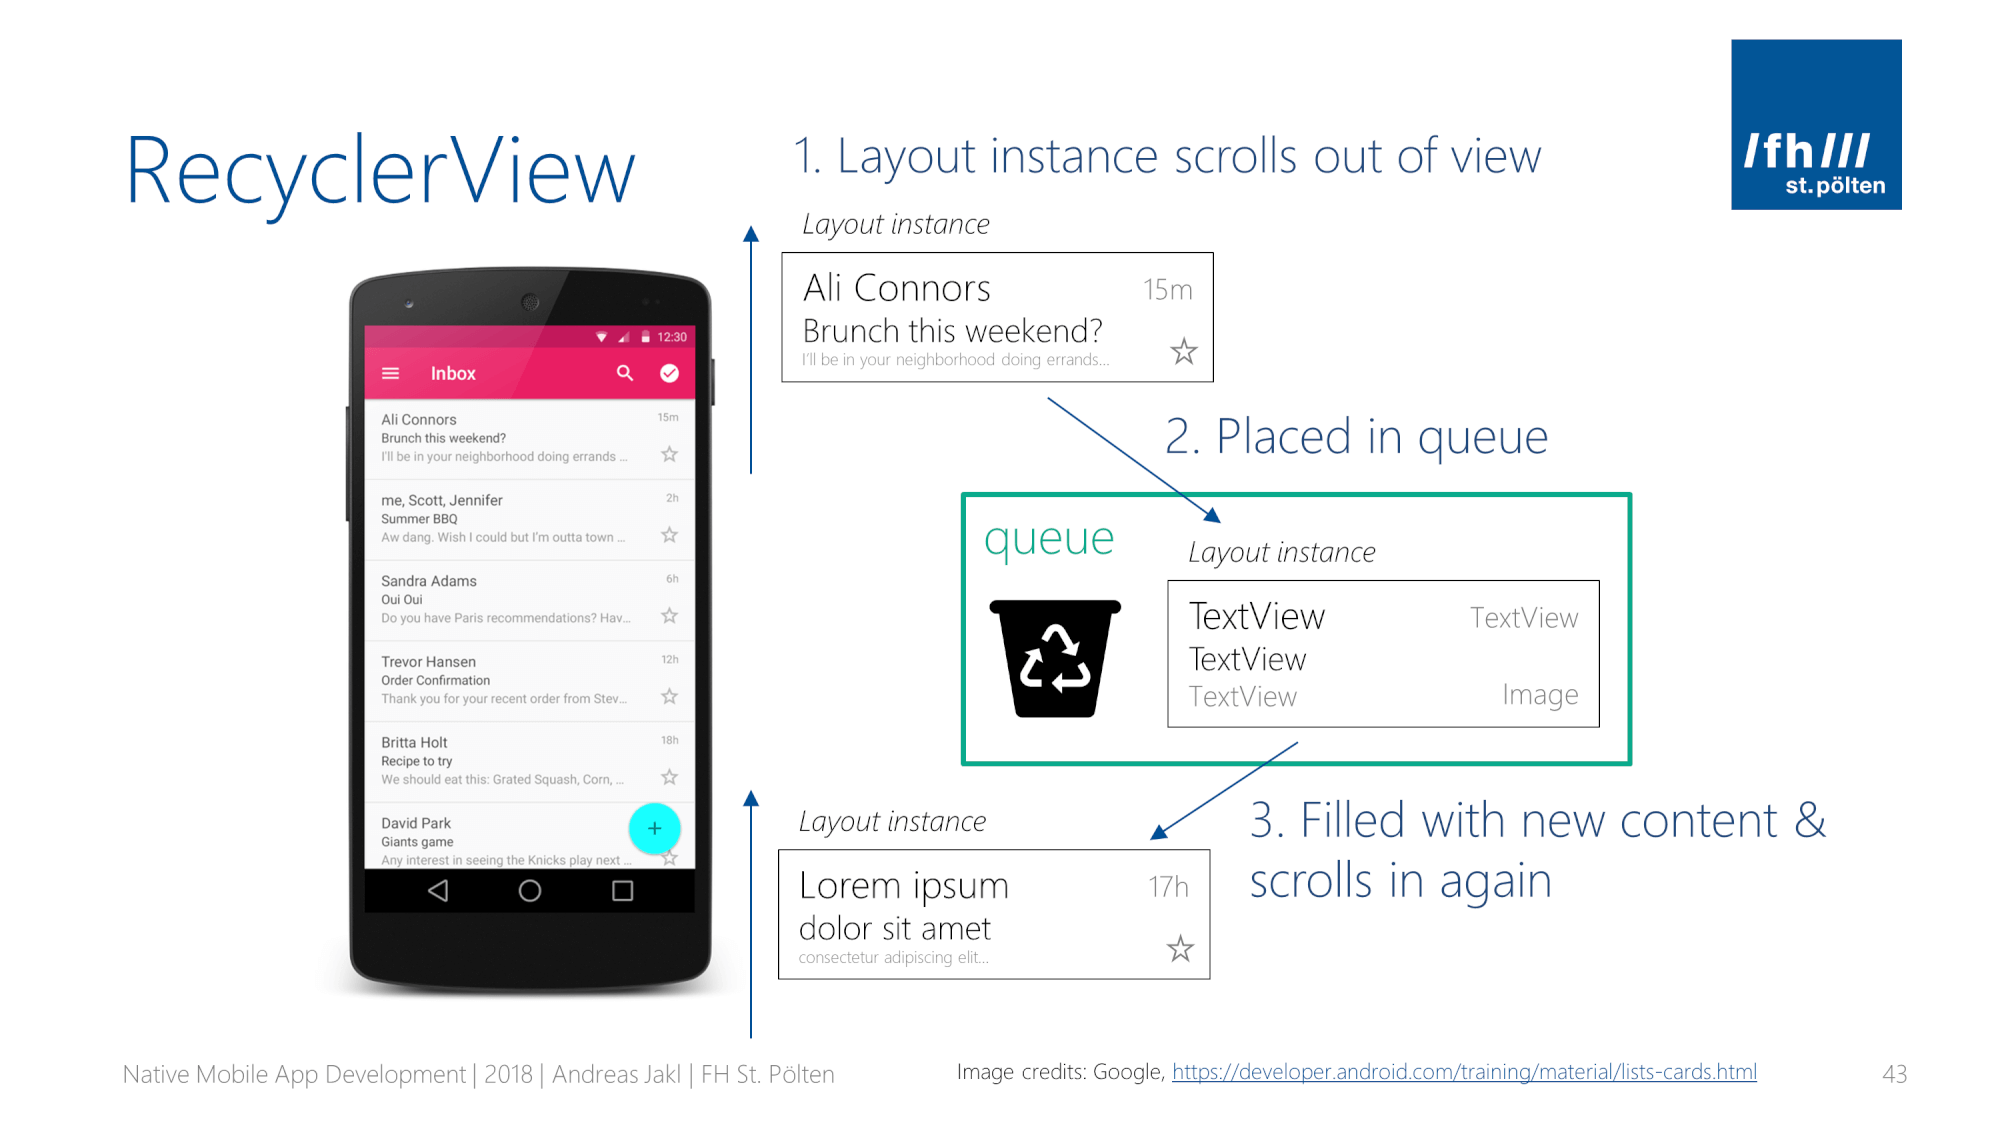 RecyclerView
1. Layout instance scrolls out of view
/fh///
st.pölten
12:30
Inbox
Ali Connors 15m
Brunch this weekend?
I'll be in your neighborhood doing errands ...
me, Scott, Jennifer 2h
Summer BBQ
Aw dang. Wish I could but I'm outta town ...
Sandra Adams 6h
Oui Oui
Do you have Paris recommendations? Hav...
Trevor Hansen 12h
Order Confirmation
Thank you for your recent order from Stev...
Britta Holt 18h
Recipe to try
We should eat this: Grated Squash, Corn, ...
David Park
Giants game
Any interest in seeing the Knicks play next ...
Layout instance
Ali Connors 15m
Brunch this weekend?
I'll be in your neighborhood doing errands...
2. Placed in queue
queue
Layout instance
TextView TextView
TextView
TextView Image
3. Filled with new content &
scrolls in again
Layout instance
Lorem ipsum 17h
dolor sit amet
consectetur adipiscing elit...
Native Mobile App Development | 2018 | Andreas Jakl | FH St. Pölten
Image credits: Google, https://developer.android.com/training/material/lists-cards.html
43